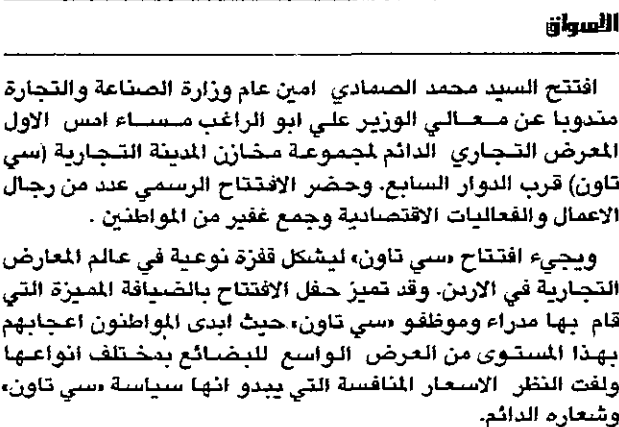 الاسواق
افتتح السيد محمد الصمادي امين عام وزارة الصناعة والتجارة
مندوبا عن معالي الوزير علي ابو الراغب مساء امس الاول
المعرض التجاري الدائم لمجموعة مخازن المدينة التجارية (سي
تاون) قرب الدوار السابع. وحضر الافتتاح الرسمي عدد من رجال
الاعمال والفعاليات الاقتصادية وجمع غفير من المواطنين .
ويجيء افتتاح «سي تاون» ليشكل قفزة نوعية في عالم المعارض
التجارية في الاردن. وقد تميز حفل الافتتاح بالضيافة المميزة التي
قام بها مدراء وموظفو «سي تاون» حيث ابدى المواطنون اعجابهم
بهذا المستوى من العرض الواسع للبضائع بمختلف انواعها
ولفت النظر الاسعار المنافسة التي يبدو انها سياسة «سي تاون»
وشعاره الدائم.